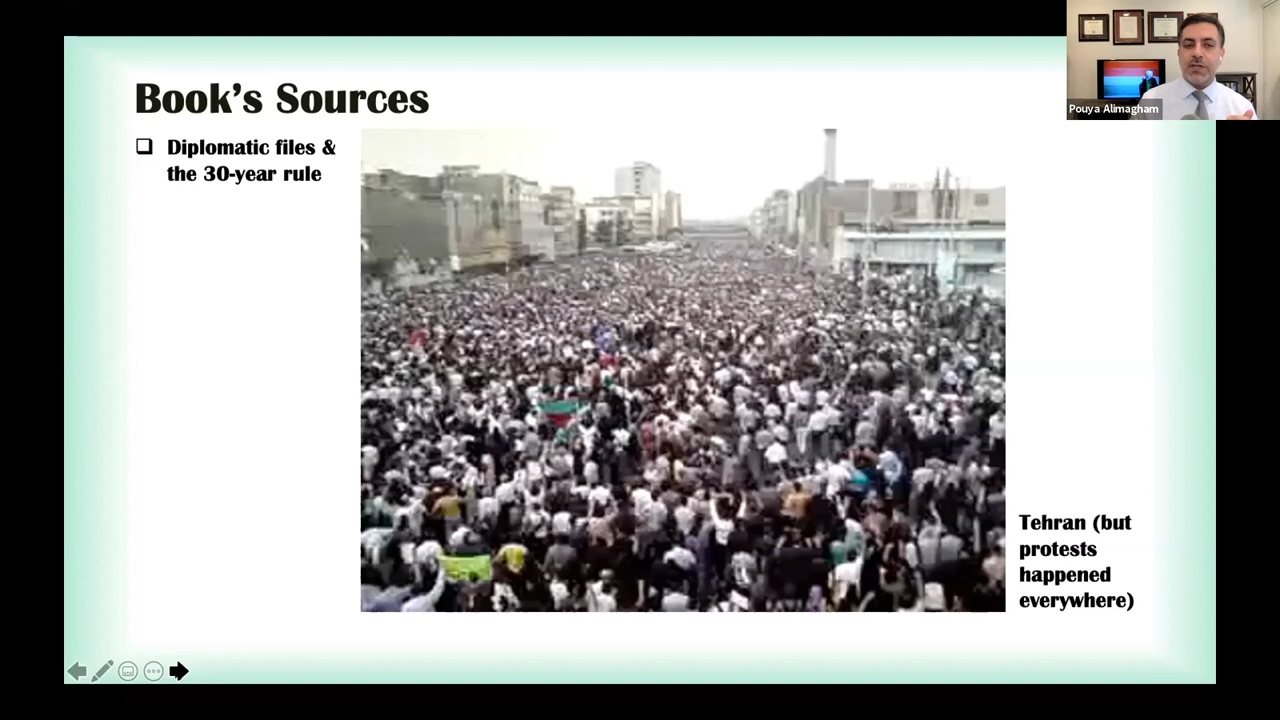 Book's Sources
❑ Diplomatic files &
the 30-year rule
Tehran (but
protests
happened
everywhere)
Pouya Alimagham